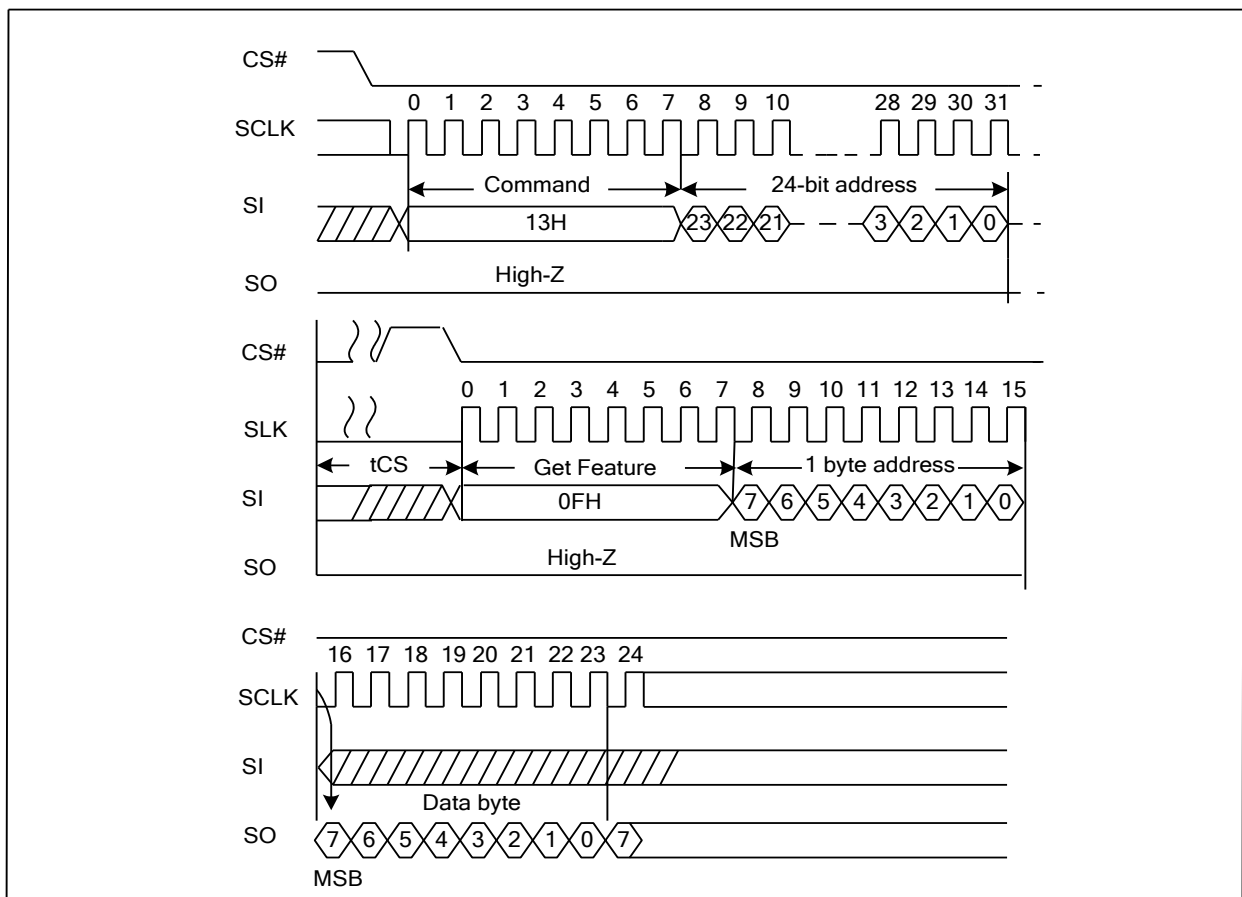 CS#
0 1 2 3 4 5 6 7 8 9 10 28 29 30 31
SCLK
Command 24-bit address
SI
13H 23 22 21 3 2 1 0
High-Z
SO
CS#
0 1 2 3 4 5 6 7 8 9 10 11 12 13 14 15
SLK
tCS Get Feature 1 byte address
SI 0FH 7 6 5 4 3 2 1 0
MSB
High-Z
SO
CS#
16 17 18 19 20 21 22 23 24
SCLK
SI
Data byte
SO 7 6 5 4 3 2 1 0 7
MSB